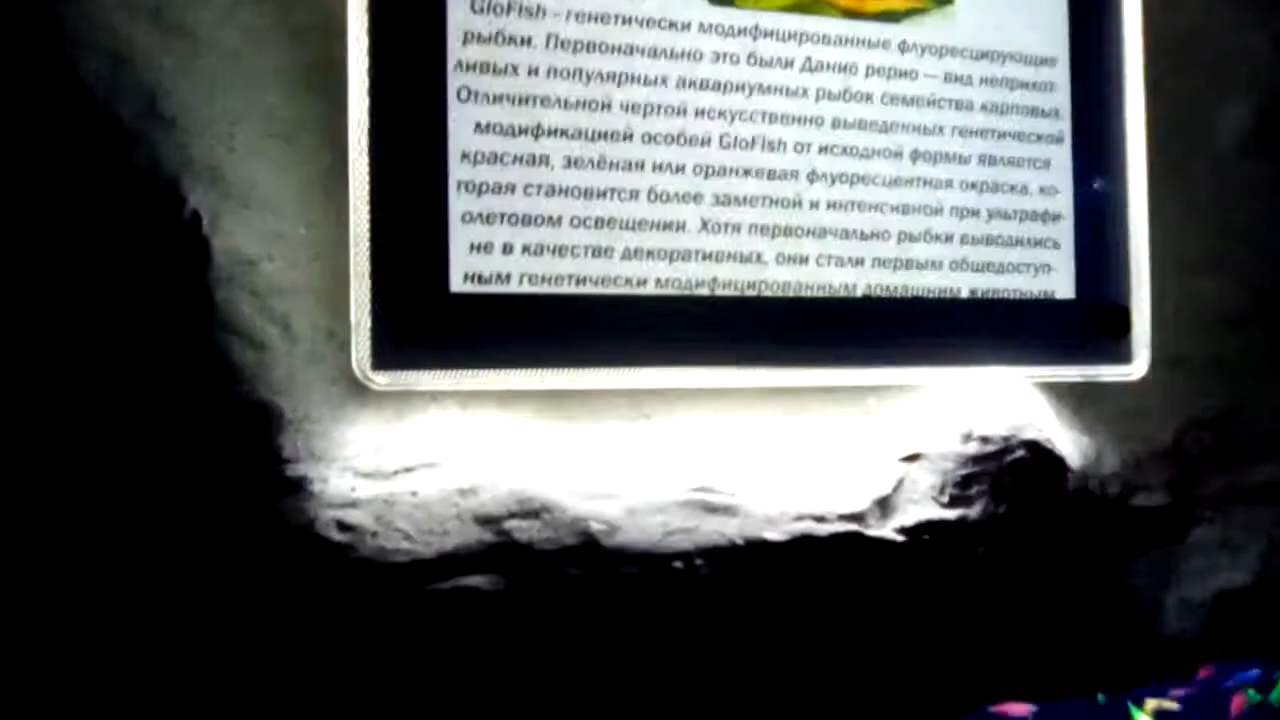 GloFish - генетически модифицированные флуоресцирующие
рыбки. Первоначально это были Данио рерио — вид неприхот-
ливых и популярных аквариумных рыбок семейства карповых.
Отличительной чертой искусственно выведенных генетической
модификацией особей GloFish от исходной формы является
красная, зелёная или оранжевая флуоресцентная окраска, ко-
торая становится более заметной и интенсивной при ультрафи-
олетовом освещении. Хотя первоначально рыбки выводились
не в качестве декоративных, они стали первым общедоступ-
ным генетически модифицированным домашним животным